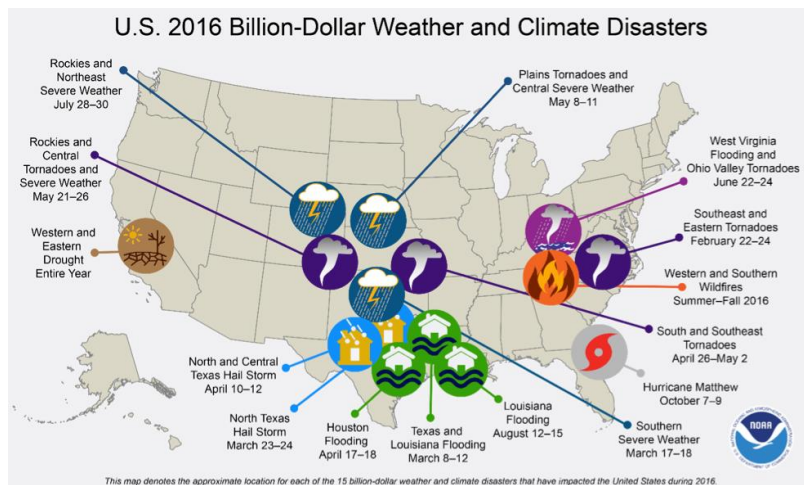 U.S. 2016 Billion-Dollar Weather and Climate Disasters
Rockies and
Northeast
Severe Weather
July 28–30
Plains Tornadoes and
Central Severe Weather
May 8–11
Rockies and
Central
Tornadoes and
Severe Weather
May 21–26
West Virginia
Flooding and
Ohio Valley Tornadoes
June 22–24
Western and
Eastern
Drought
Entire Year
Southeast and
Eastern Tornadoes
February 22–24
Western and Southern
Wildfires
Summer–Fall 2016
South and Southeast
Tornadoes
April 26–May 2
North and Central
Texas Hail Storm
April 10–12
Hurricane Matthew
October 7–9
North Texas
Hail Storm
March 23–24
Houston
Flooding
April 17–18
Texas and
Louisiana Flooding
March 8–12
Louisiana
Flooding
August 12–15
Southern
Severe Weather
March 17–18
NOAA
This map denotes the approximate location for each of the 15 billion-dollar weather and climate disasters that have impacted the United States during 2016.